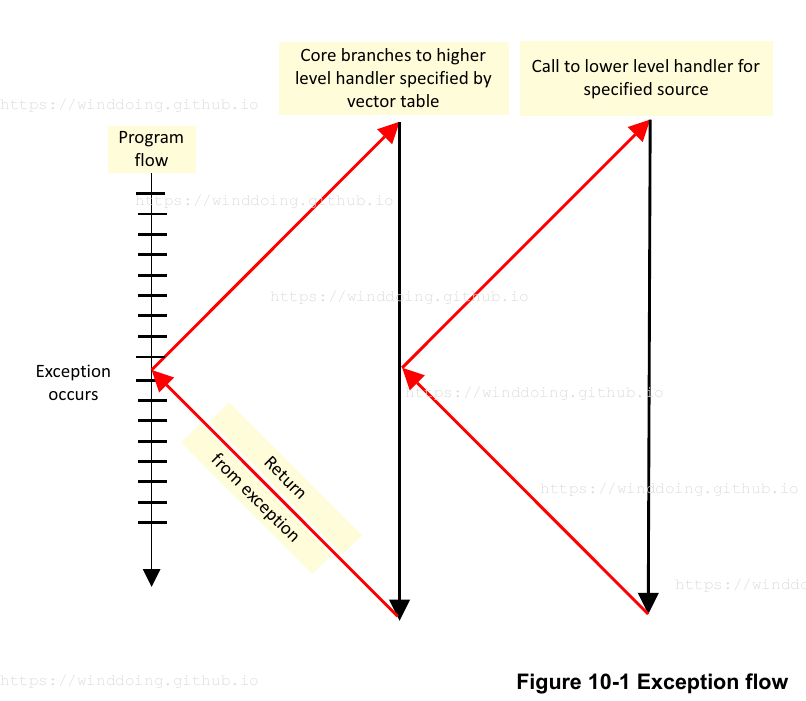 Core branches to higher
level handler specified by
vector table
Call to lower level handler for
specified source
https://winddoing.github.io
Program
flow
https://winddoing.github.io
https://winddoing.github.io
Exception
occurs
https://winddoing.github.io
Return
from exception
https://winddoing.github.io
https://winddo
https://winddoing.github.io
Figure 10-1 Exception flow